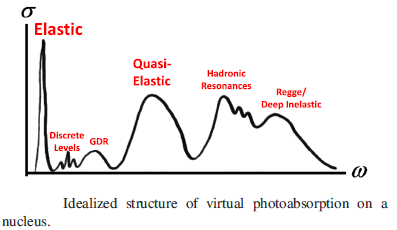 σ
Elastic
Discrete
Levels
GDR
Quasi-
Elastic
Hadronic
Resonances
Regge/
Deep Inelastic
ω
Idealized structure of virtual photoabsorption on a
nucleus.